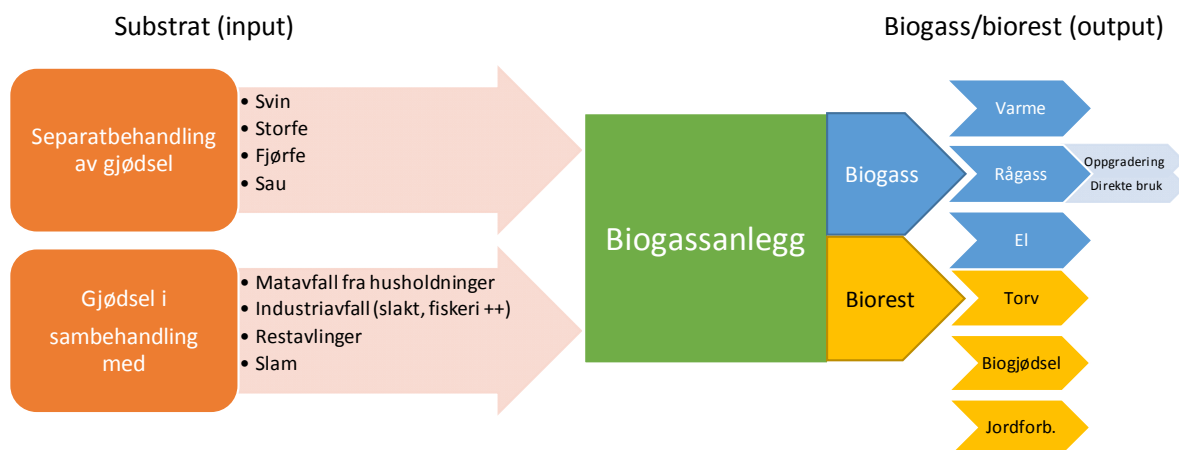 Substrat (input)
Biogass/biorest (output)
Separatbehandling
av gjødsel
• Svin
• Storfe
• Fjørfe
• Sau
Gjødsel i
sambehandling
med
• Matavfall fra husholdninger
• Industriavfall (slakt, fiskeri ++)
• Restavlinger
• Slam
Biogassanlegg
Biogass
Biorest
Varme
Rågass
Oppgradering
Direkte bruk
El
Torv
Biogjødsel
Jordforb.